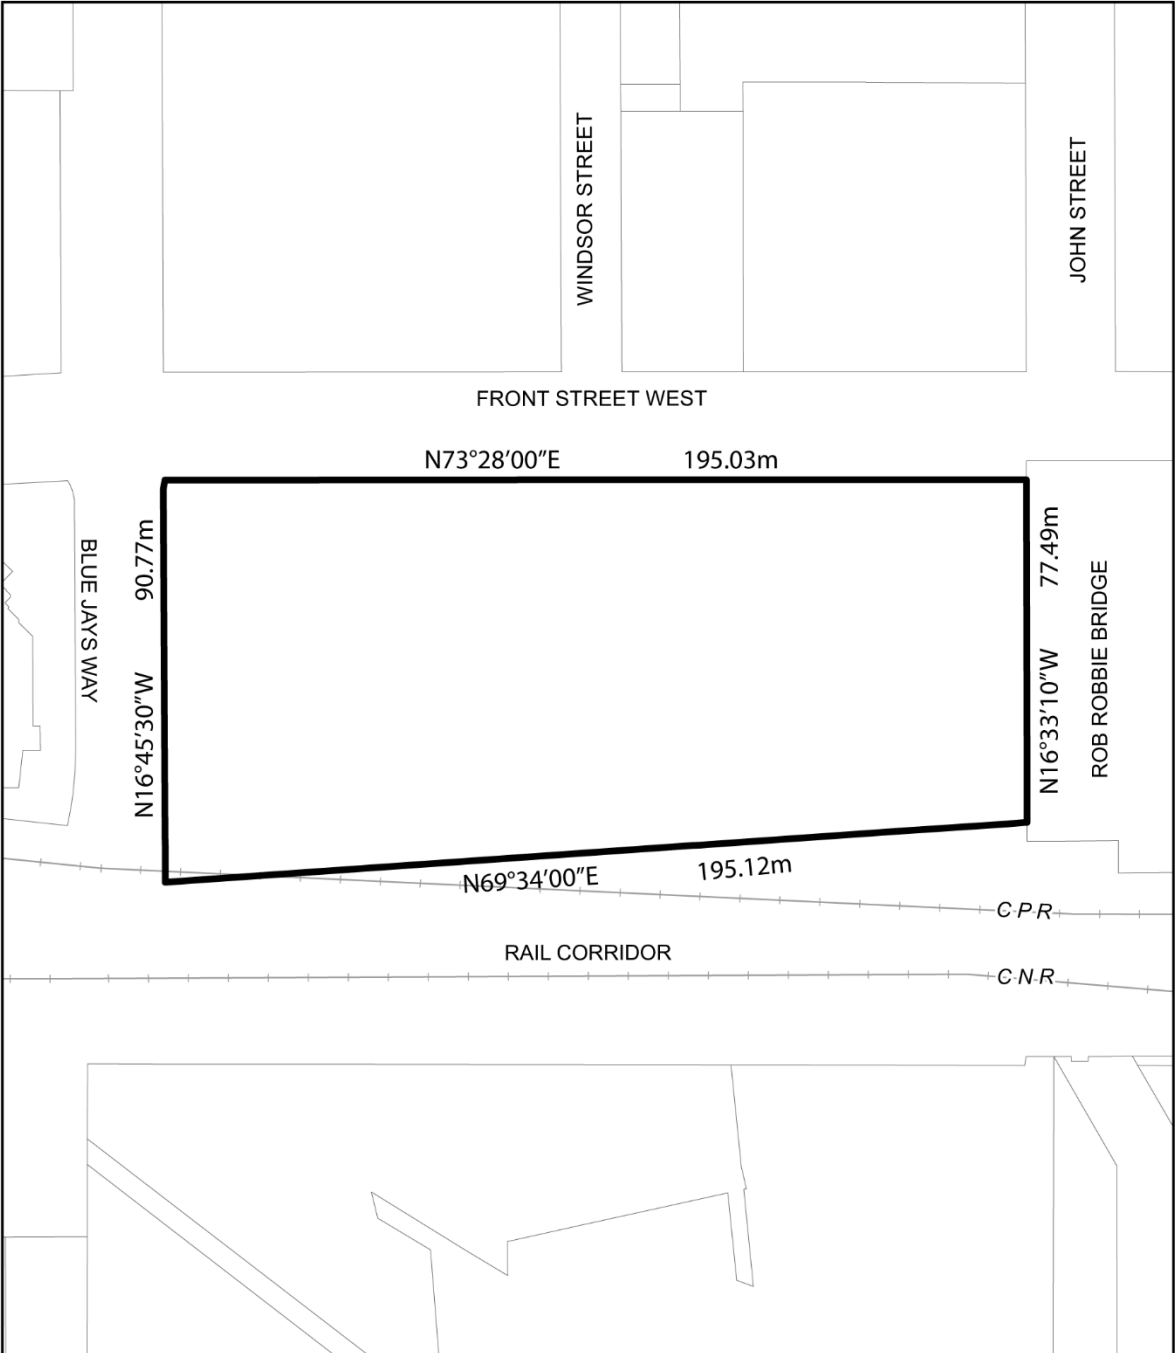 WINDSOR STREET
JOHN STREET
FRONT STREET WEST
N73°28’00”E 195.03m
BLUE JAYS WAY
N16°45’30”W 90.77m
N16°33’10”W 77.49m
ROB ROBBIE BRIDGE
N69°34’00”E 195.12m
C P R
RAIL CORRIDOR
C N R